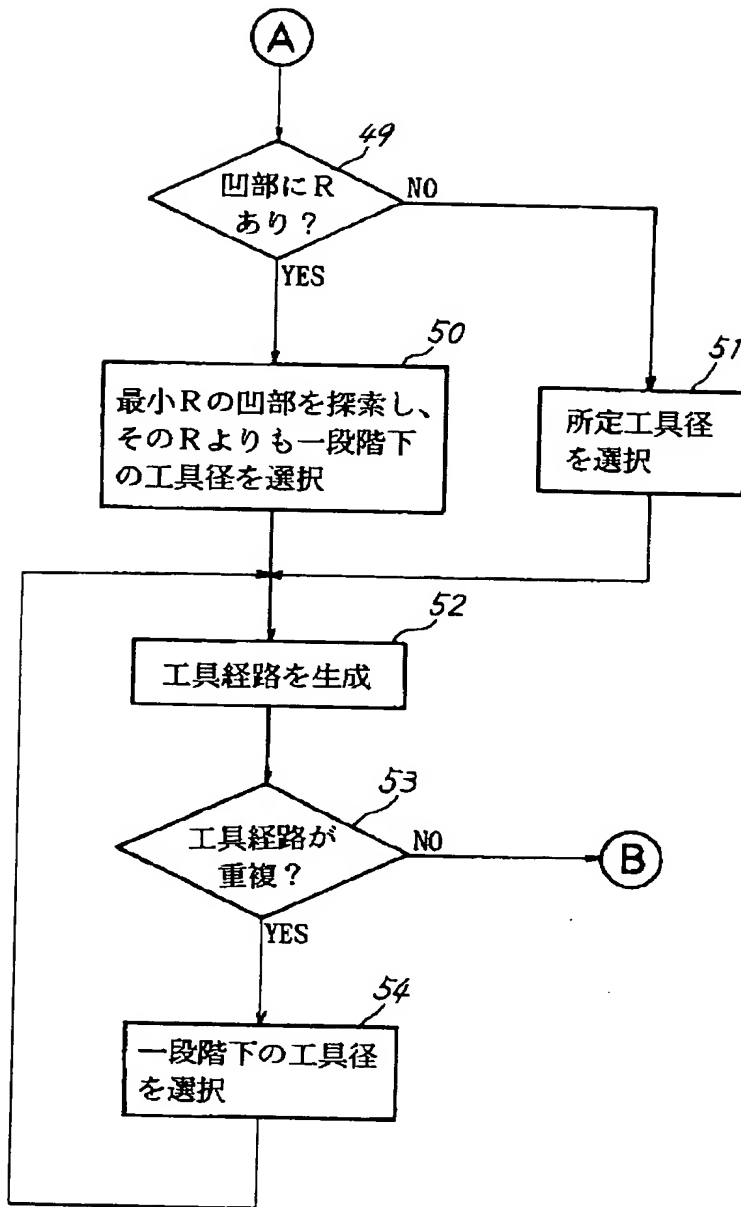 A
49
凹部にR
あり?
NO
YES
50
最小Rの凹部を探索し、
そのRよりも一段階下
の工具径を選択
51
所定工具径
を選択
52
工具経路を生成
53
工具経路が
重複?
NO
B
YES
54
一段階下の工具径
を選択